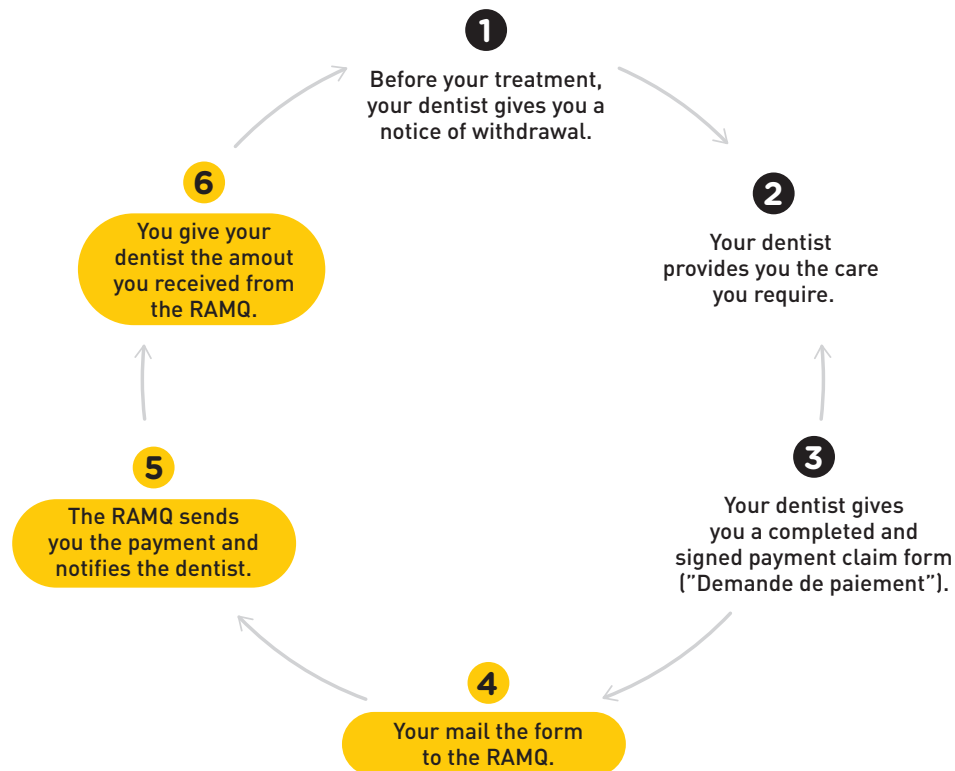 1
Before your treatment,
your dentist gives you a
notice of withdrawal.
2
Your dentist
provides you the care
you require.
3
Your dentist gives
you a completed and
signed payment claim form
(”Demande de paiement”).
4
Your mail the form
to the RAMQ.
5
The RAMQ sends
you the payment and
notifies the dentist.
6
You give your
dentist the amout
you received from
the RAMQ.